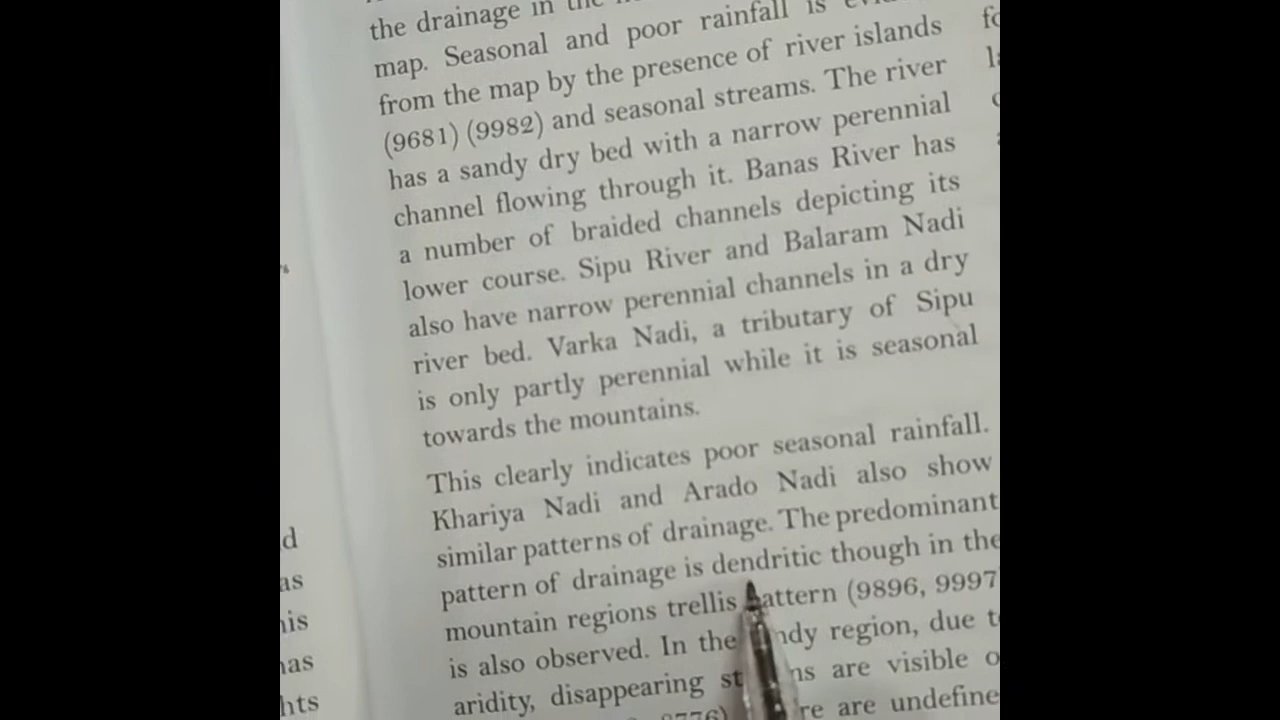 the drainage in the
map. Seasonal and poor rainfall is
from the map by the presence of river islands
(9681) (9982) and seasonal streams. The river
has a sandy dry bed with a narrow perennial
channel flowing through it. Banas River has
a number of braided channels depicting its
lower course. Sipu River and Balaram Nadi
also have narrow perennial channels in a dry
river bed. Varka Nadi, a tributary of Sipu
is only partly perennial while it is seasonal
towards the mountains.
This clearly indicates poor seasonal rainfall.
Khariya Nadi and Arado Nadi also show
similar patterns of drainage. The predominant
pattern of drainage is dendritic though in the
mountain regions trellis pattern (9896, 9997
is also observed. In the region, due
aridity, disappearing are visible
are undefine